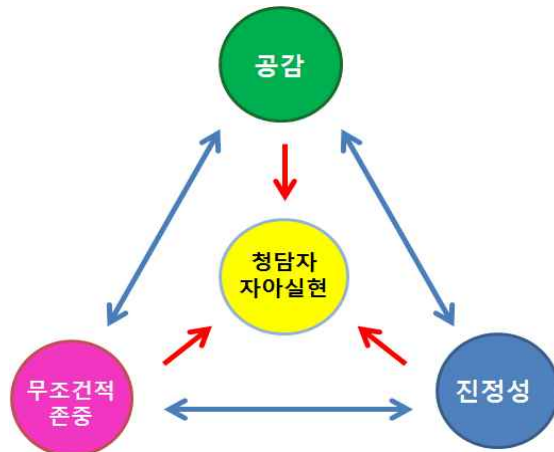 공감
청담자
자아실현
무조건적
존중
진정성